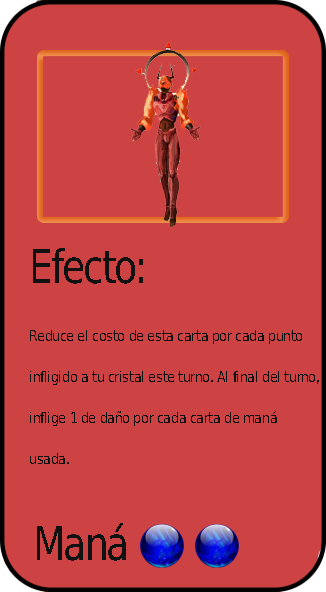 Efecto:
Reduce el costo de esta carta por cada punto
infligido a tu cristal este turno. Al final del turno,
inflige 1 de daño por cada carta de maná
usada.
Maná